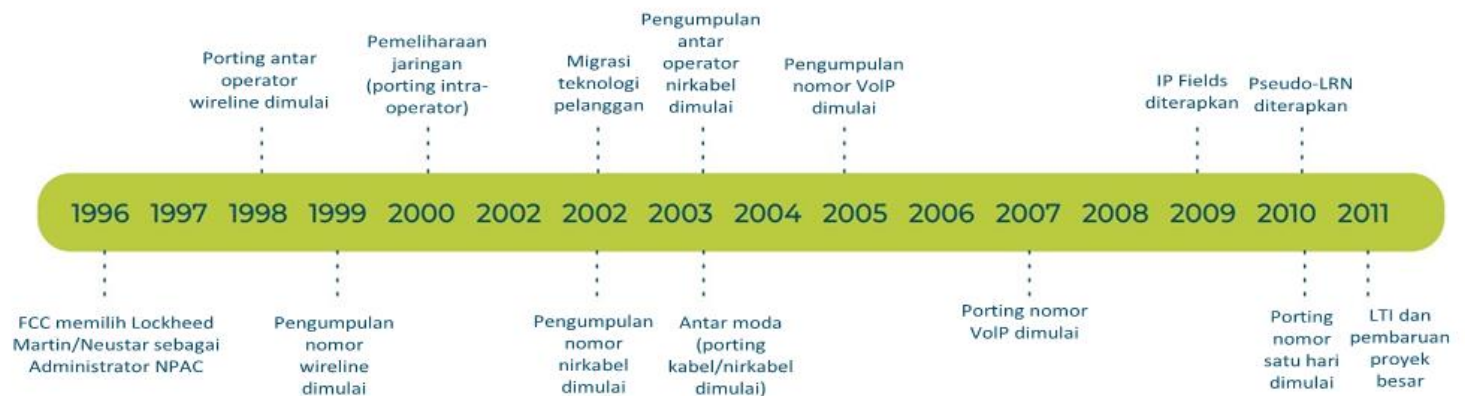 Porting antar
operator
wireline dimulai
Pemeliharaan
jaringan
(porting intra-
operator)
Migrasi
teknologi
pelanggan
Pengumpulan
antar
operator
nirkabel
dimulai
Pengumpulan
nomor VoIP
dimulai
IP Fields
diterapkan
Pseudo-LRN
diterapkan
1996 1997 1998 1999 2000 2002 2002 2003 2004 2005 2006 2007 2008 2009 2010 2011
FCC memilih Lockheed
Martin/Neustar sebagai
Administrator NPAC
Pengumpulan
nomor
wireline
dimulai
Pengumpulan
nomor
nirkabel
dimulai
Antar moda
(porting
kabel/nirkabel
dimulai)
Porting nomor
VoIP dimulai
Porting
nomor
satu hari
dimulai
LTI dan
pembaruan
proyek
besar